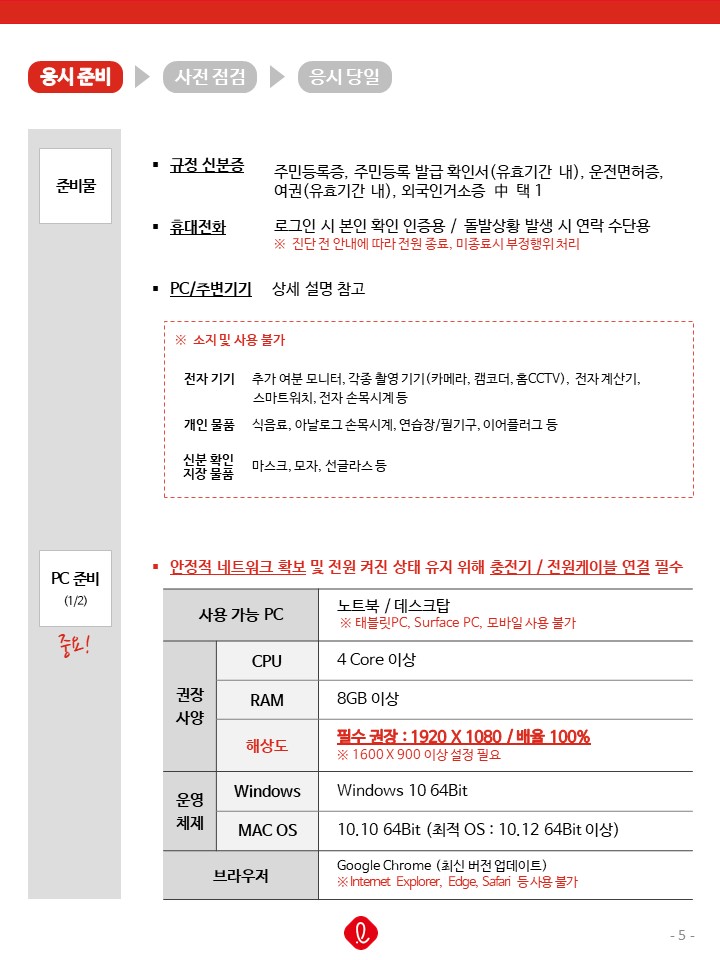 응시 준비
사전 점검
응시 당일
준비물
▪ 규정 신분증
주민등록증, 주민등록 발급 확인서(유효기간 내), 운전면허증,
여권(유효기간 내), 외국인거소증 中 택 1
▪ 휴대전화
로그인 시 본인 확인 인증용 / 돌발상황 발생 시 연락 수단용
※ 진단 전 안내에 따라 전원 종료, 미종료시 부정행위 처리
▪ PC/주변기기 상세 설명 참고
※ 소지 및 사용 불가
전자 기기
추가 여분 모니터, 각종 촬영 기기(카메라, 캠코더, 홈CCTV), 전자 계산기,
스마트워치, 전자 손목시계 등
개인 물품 식음료, 아날로그 손목시계, 연습장/필기구, 이어플러그 등
신분 확인
지장 물품
마스크, 모자, 선글라스 등
PC 준비
(1/2)
중요!
▪ 안정적 네트워크 확보 및 전원 켜진 상태 유지 위해 충전기 / 전원케이블 연결 필수
사용 가능 PC
노트북 / 데스크탑
※ 태블릿PC, Surface PC, 모바일 사용 불가
권장
사양
CPU 4 Core 이상
RAM 8GB 이상
해상도
필수 권장 : 1920 X 1080 / 배율 100%
※ 1600 X 900 이상 설정 필요
운영
체제
Windows Windows 10 64Bit
MAC OS 10.10 64Bit (최적 OS : 10.12 64Bit 이상)
브라우저
Google Chrome (최신 버전 업데이트)
※ Internet Explorer, Edge, Safari 등 사용 불가
- 5 -